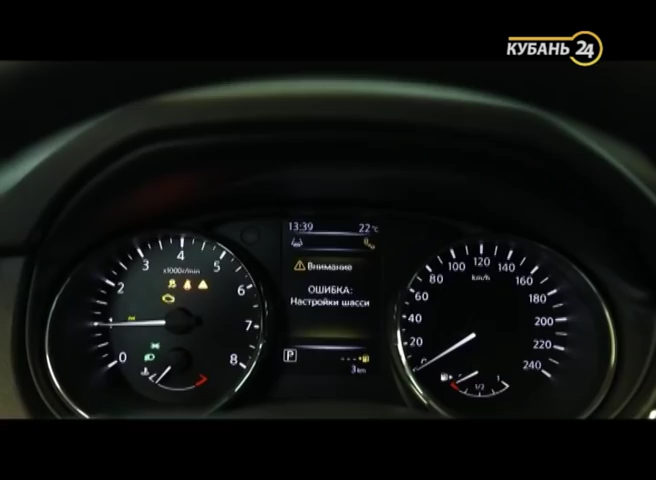 КУБАНЬ 24
13:39 22°C
Внимание
ОШИБКА:
Настройки шасси
P
3 km
x1000r/min
0
2
3
4
5
6
7
8
km/h
0
20
40
60
80
100
120
140
160
180
200
220
240
1/2
1